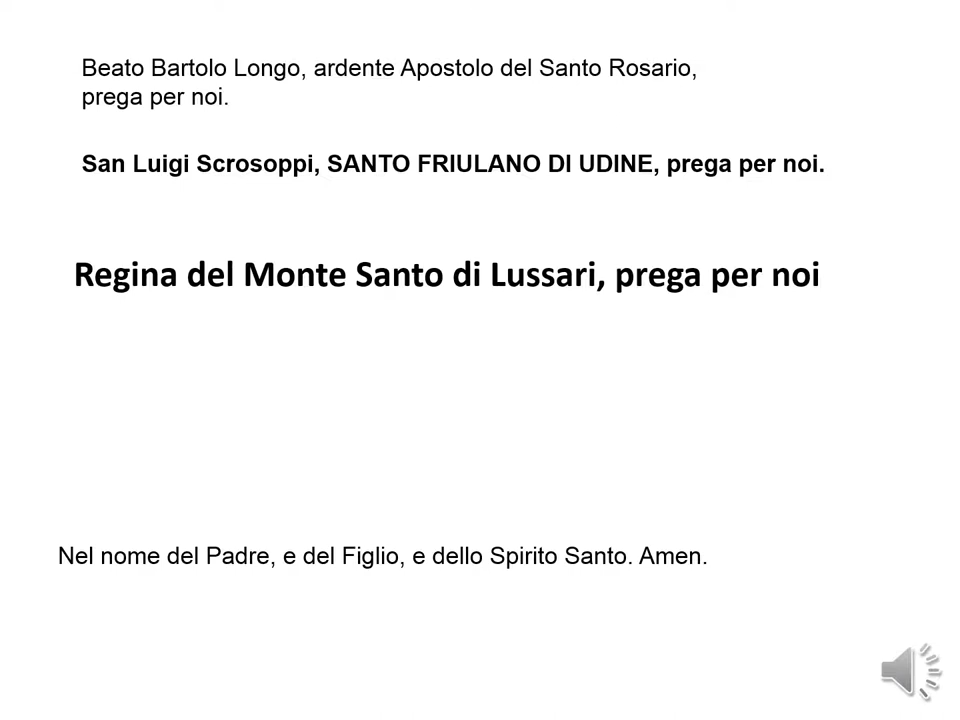 Beato Bartolo Longo, ardente Apostolo del Santo Rosario,
prega per noi.
San Luigi Scrosoppi, SANTO FRIULANO DI UDINE, prega per noi.
Regina del Monte Santo di Lussari, prega per noi
Nel nome del Padre, e del Figlio, e dello Spirito Santo. Amen.